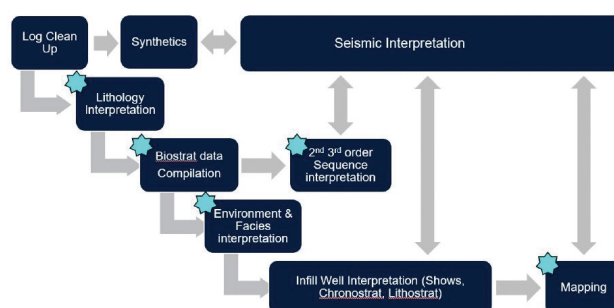 Log Clean
Up
Synthetics
Seismic Interpretation
Lithology
Interpretation
Biostrat data
Compilation
2nd 3rd order
Sequence
interpretation
Environment &
Facies
interpretation
Infill Well Interpretation (Shows,
Chronostrat, Lithostrat)
Mapping